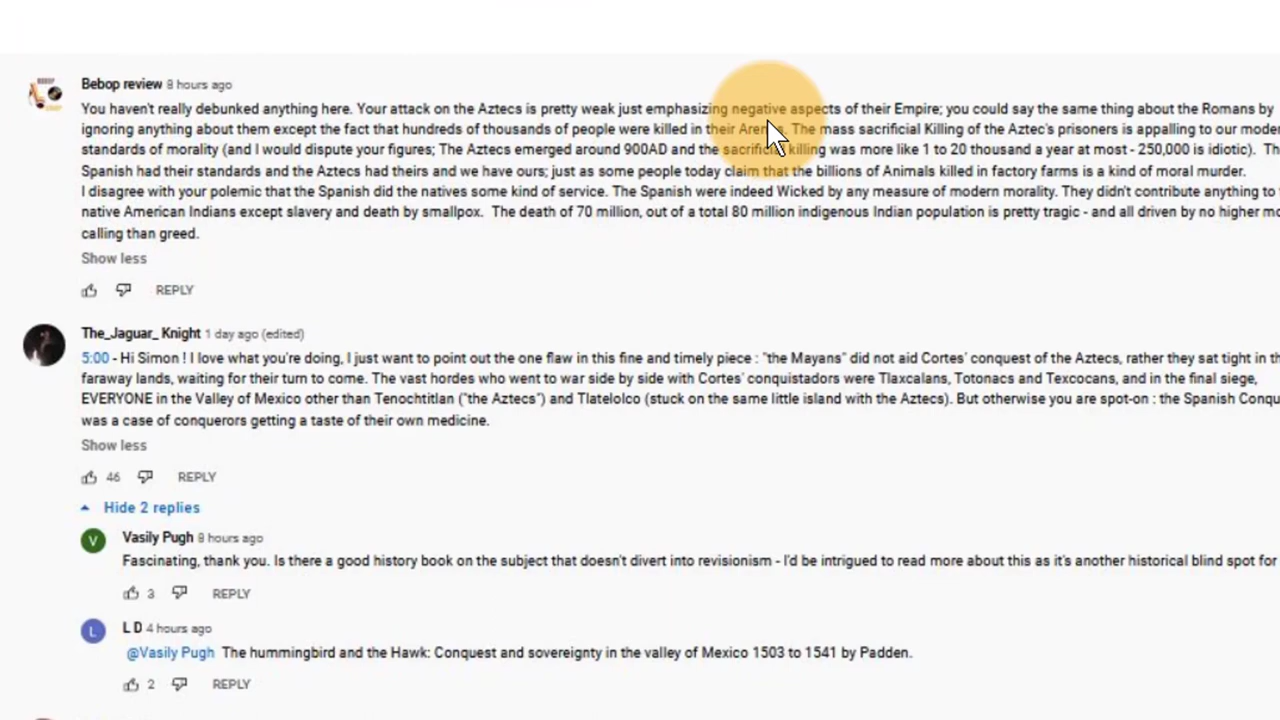 Bebop review 8 hours ago
You haven't really debunked anything here. Your attack on the Aztecs is pretty weak just emphasizing negative aspects of their Empire; you could say the same thing about the Romans by
ignoring anything about them except the fact that hundreds of thousands of people were killed in their The mass sacrificial Killing of the Aztec's prisoners is appalling to our
standards of morality (and I would dispute your figures; The Aztecs emerged around 900AD and the sacrificial killing was more like 1 to 20 thousand a year at most - 250,000 is idiotic).
Spanish had their standards and the Aztecs had theirs and we have ours; just as some people today claim that the billions of Animals killed in factory farms is a kind of moral murder.
I disagree with your polemic that the Spanish did the natives some kind of service. The Spanish were indeed Wicked by any measure of modern morality. They didn't contribute anything to
native American Indians except slavery and death by smallpox. The death of 70 million, out of a total 80 million indigenous Indian population is pretty tragic - and all driven by no higher
calling than greed.
Show less
REPLY
The_Jaguar_ Knight 1 day ago (edited)
5:00 - Hi Simon ! I love what you're doing, I just want to point out the one flaw in this fine and timely piece : "the Mayans" did not aid Cortes' conquest of the Aztecs, rather they sat tight in
faraway lands, waiting for their turn to come. The vast hordes who went to war side by side with Cortes' conquistadors were Tlaxcalans, Totonacs and Texcocans, and in the final siege,
EVERYONE in the Valley of Mexico other than Tenochtitlan ("the Aztecs") and Tlatelolco (stuck on the same little island with the Aztecs). But otherwise you are spot-on : the Spanish
was a case of conquerors getting a taste of their own medicine.
Show less
46 REPLY
Hide 2 replies
V
Vasily Pugh 8 hours ago
Fascinating, thank you. Is there a good history book on the subject that doesn't divert into revisionism - I'd be intrigued to read more about this as it's another historical blind spot for
3 REPLY
L
L D 4 hours ago
@Vasily Pugh The hummingbird and the Hawk: Conquest and sovereignty in the valley of Mexico 1503 to 1541 by Padden.
2 REPLY